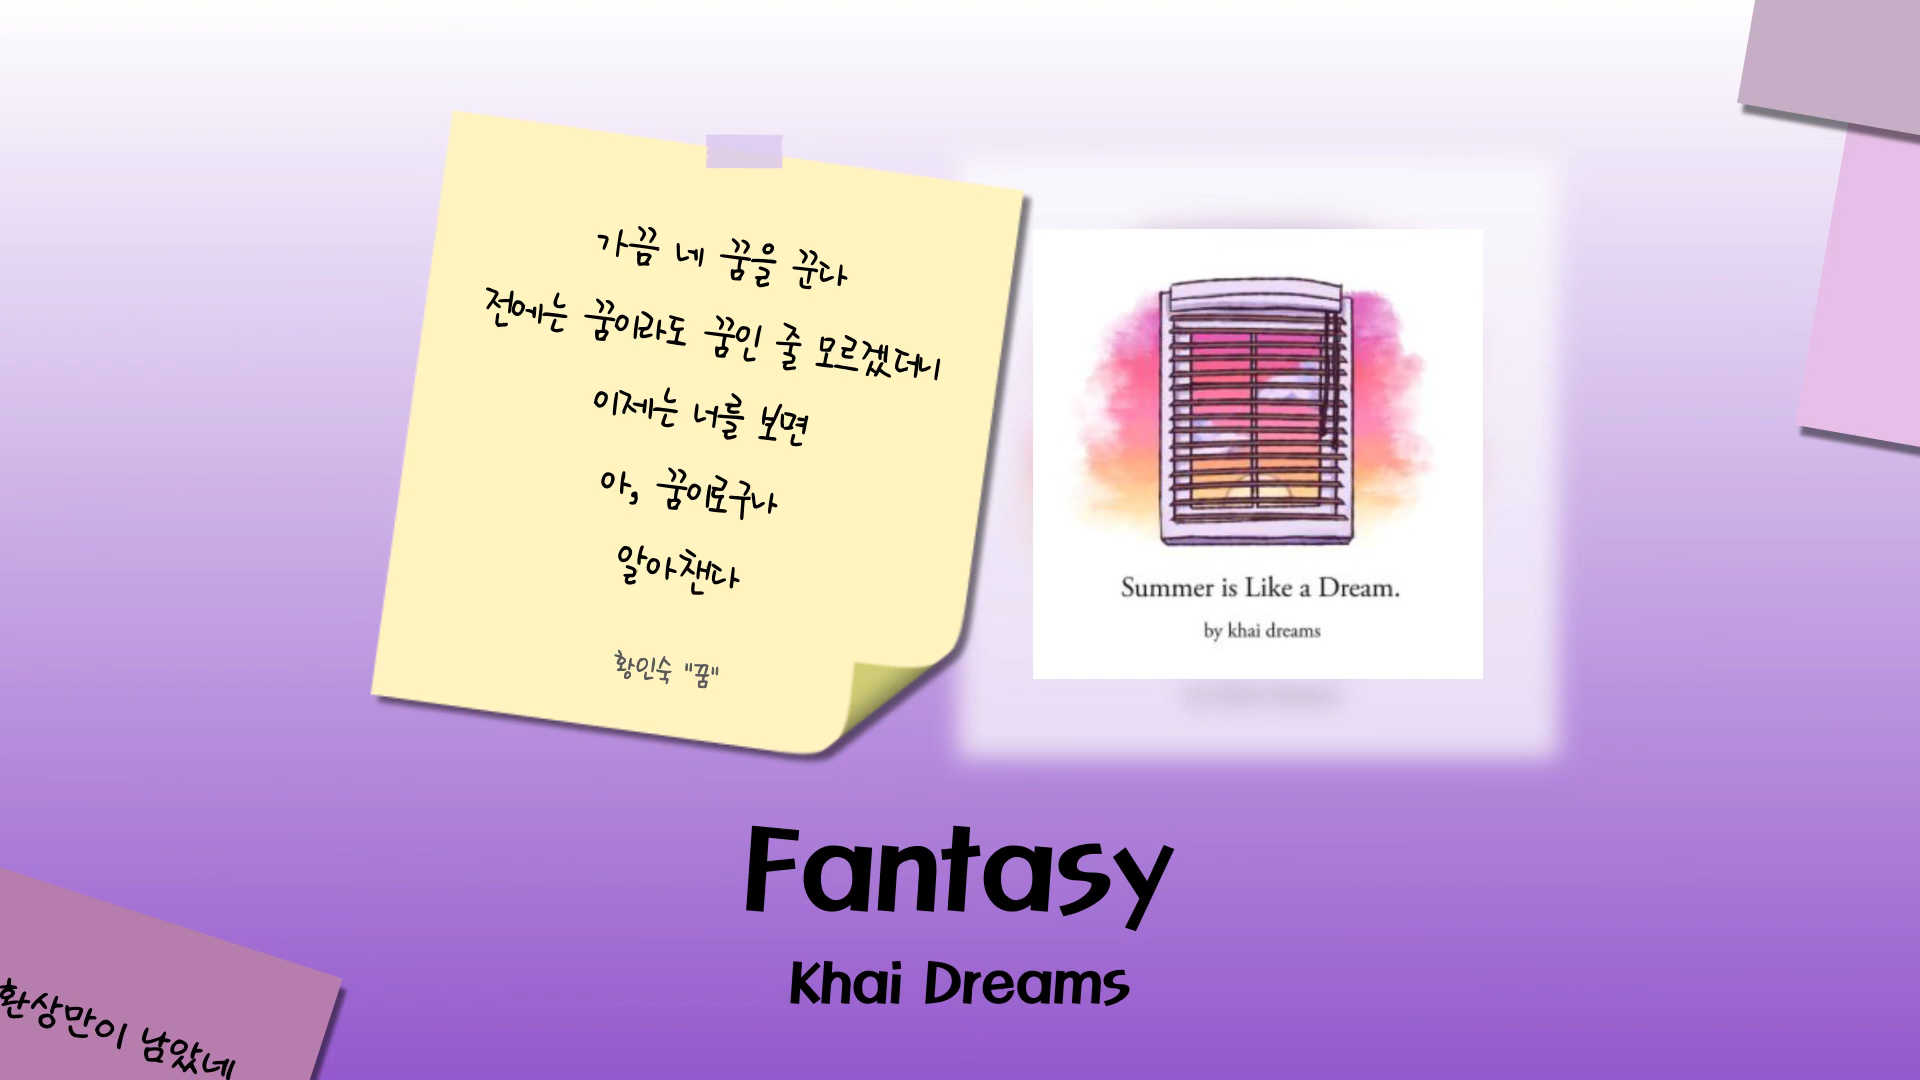 가끔 네 꿈을 꾼다
전에는 꿈이라도 꿈인 줄 모르겠더니
이제는 너를 보면
아, 꿈이로구나
알아챈다
황인숙 "꿈"
Summer is Like a Dream.
by khai dreams
Fantasy
Khai Dreams
환상만이 남았네